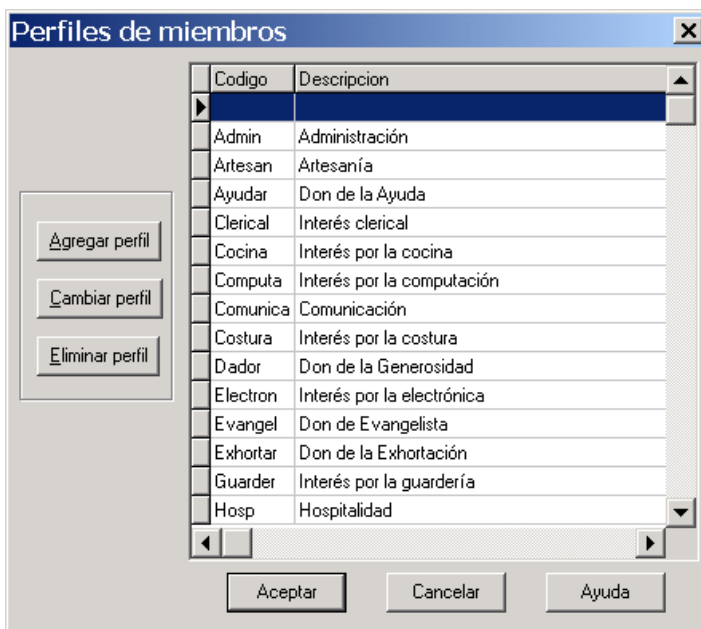 Perfiles de miembros
Codigo Descripcion
Admin Administración
Artesan Artesanía
Ayudar Don de la Ayuda
Clerical Interés clerical
Cocina Interés por la cocina
Computa Interés por la computación
Comunica Comunicación
Costura Interés por la costura
Dador Don de la Generosidad
Electron Interés por la electrónica
Evangel Don de Evangelista
Exhortar Don de la Exhortación
Guarder Interés por la guardería
Hosp Hospitalidad
Agregar perfil
Cambiar perfil
Eliminar perfil
Aceptar Cancelar Ayuda